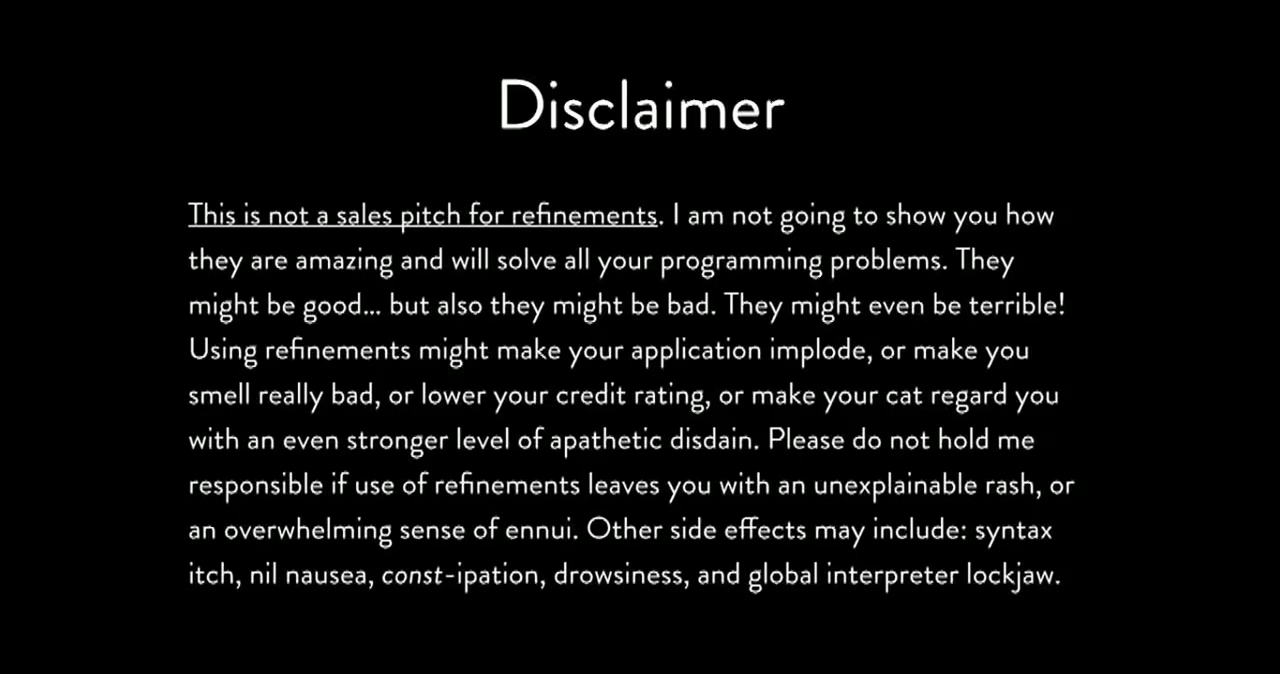 Disclaimer
This is not a sales pitch for refinements. I am not going to show you how
they are amazing and will solve all your programming problems. They
might be good... but also they might be bad. They might even be terrible!
Using refinements might make your application implode, or make you
smell really bad, or lower your credit rating, or make your cat regard you
with an even stronger level of apathetic disdain. Please do not hold me
responsible if use of refinements leaves you with an unexplainable rash, or
an overwhelming sense of ennui. Other side effects may include: syntax
itch, nil nausea, const-ipation, drowsiness, and global interpreter lockjaw.